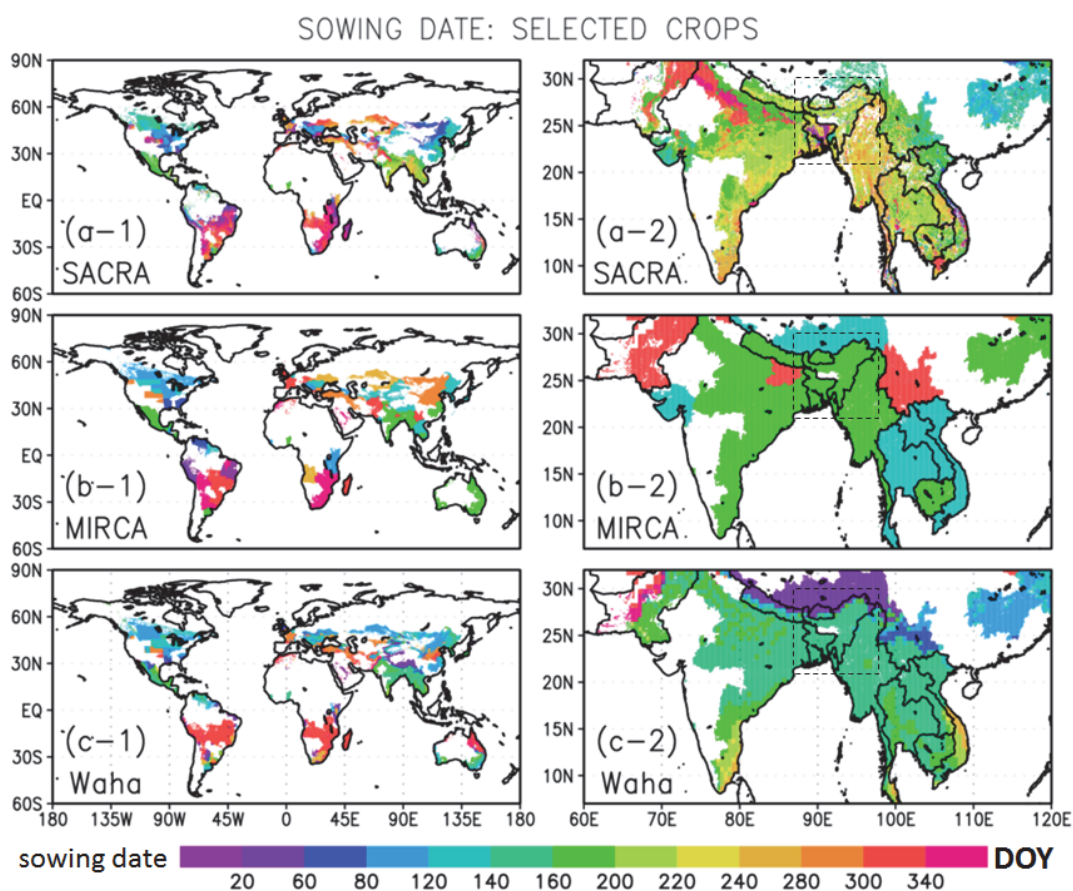 SOWING DATE: SELECTED CROPS
90N
60N
30N
EQ
30S
60S
(a-1)
SACRA
30N
25N
20N
15N
10N
(a-2)
SACRA
90N
60N
30N
EQ
30S
60S
(b-1)
MIRCA
30N
25N
20N
15N
10N
(b-2)
MIRCA
90N
60N
30N
EQ
30S
60S
(c-1)
Waha
180 135W 90W 45W 0 45E 90E 135E 180
30N
25N
20N
15N
10N
(c-2)
Waha
60E 70E 80E 90E 100E 110E 120E
sowing date DOY
20 60 80 120 140 160 200 220 240 280 300 340